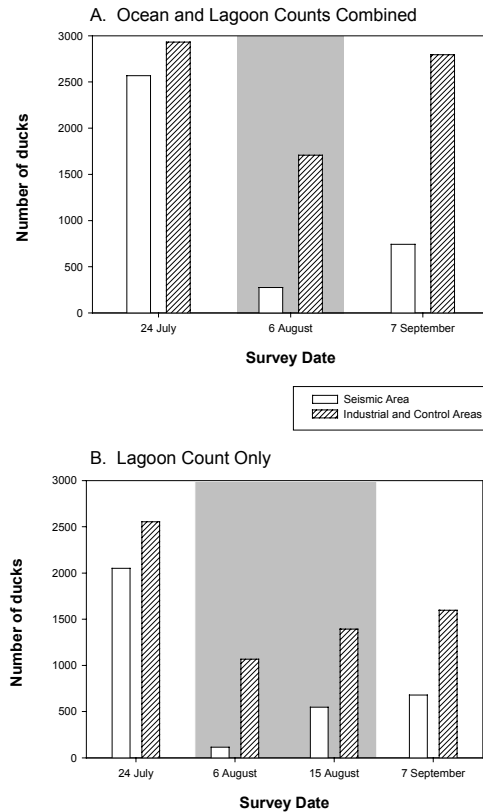 A. Ocean and Lagoon Counts Combined
Number of ducks
3000
2500
2000
1500
1000
500
0
24 July 6 August 7 September
Survey Date
Seismic Area
Industrial and Control Areas
B. Lagoon Count Only
Number of ducks
3000
2500
2000
1500
1000
500
0
24 July 6 August 15 August 7 September
Survey Date